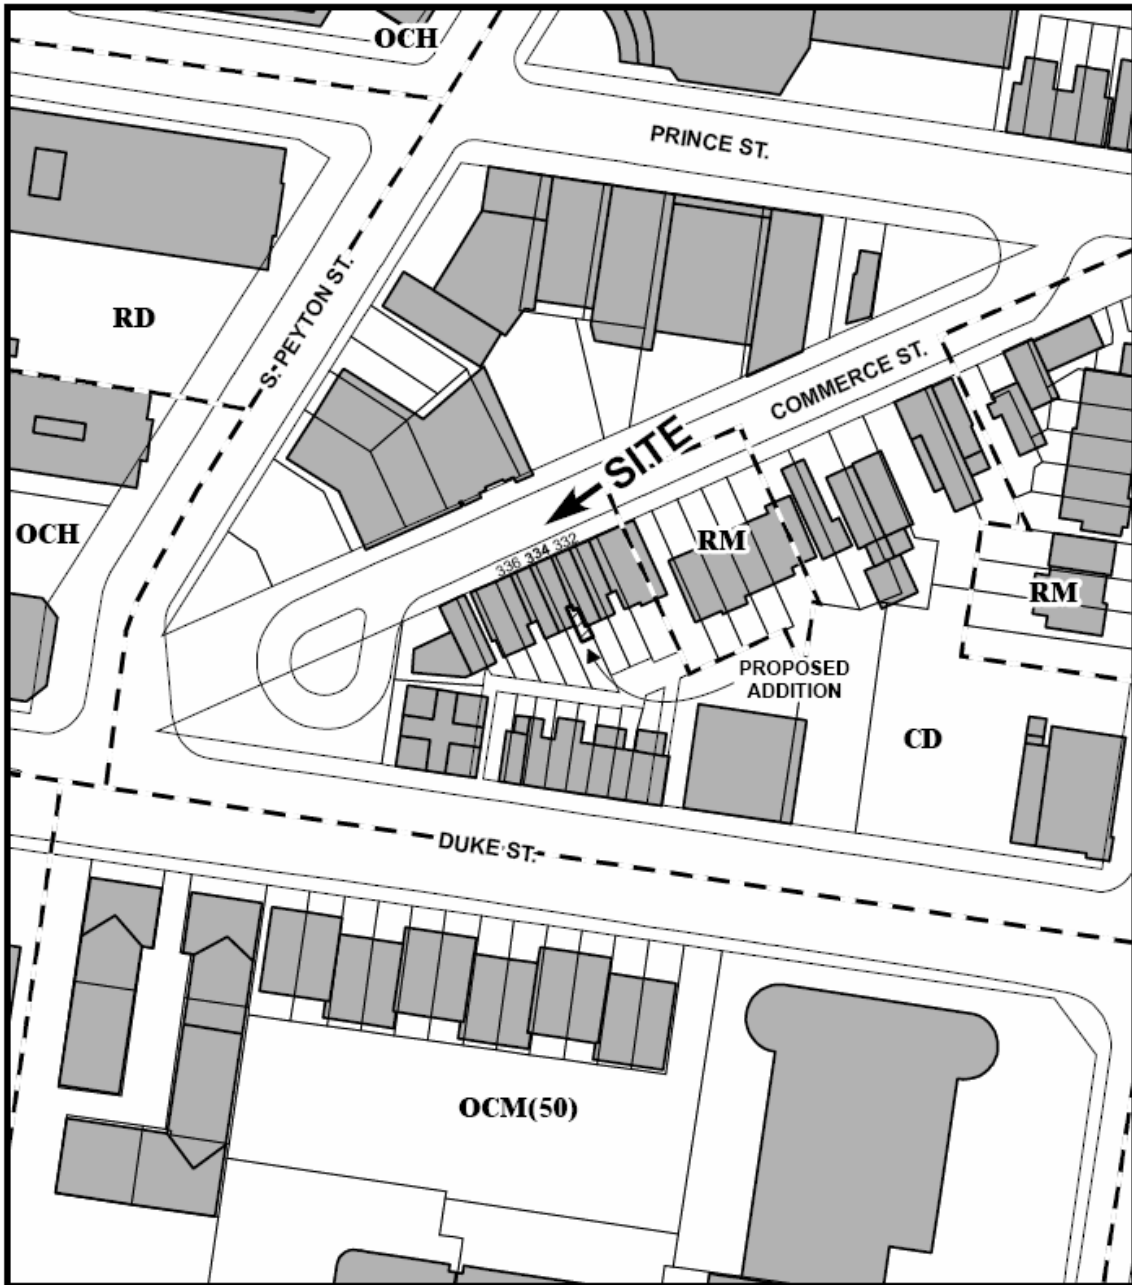 OCH
PRINCE ST.
S. PEYTON ST.
RD
COMMERCE ST.
SITE
OCH
336 334 332
RM
RM
PROPOSED
ADDITION
CD
DUKE ST.
OCM(50)